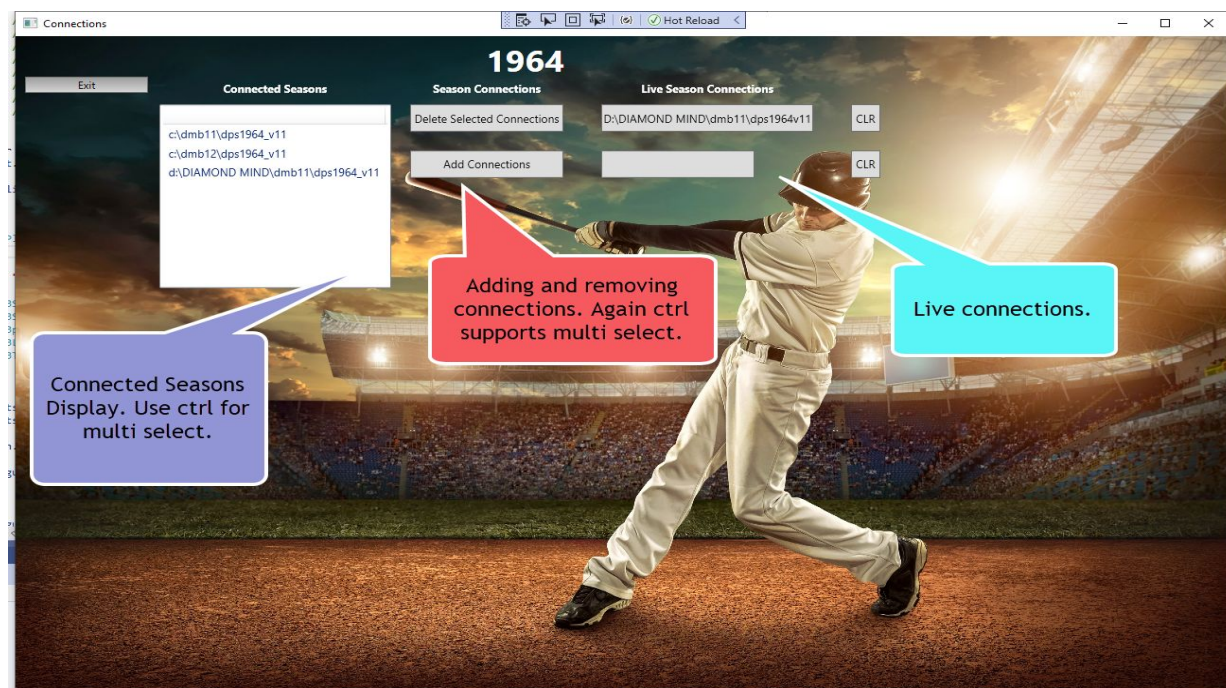 Connections
Hot Reload
1964
Exit
Connected Seasons
Season Connections
Live Season Connections
Delete Selected Connections
D:\DIAMOND MIND\dmb11\dps1964v11
CLR
c:\dmb11\dps1964_v11
c:\dmb12\dps1964_v11
d:\DIAMOND MIND\dmb11\dps1964_v11
Add Connections
CLR
Adding and removing
connections. Again ctrl
supports multi select.
Live connections.
Connected Seasons
Display. Use ctrl for
multi select.